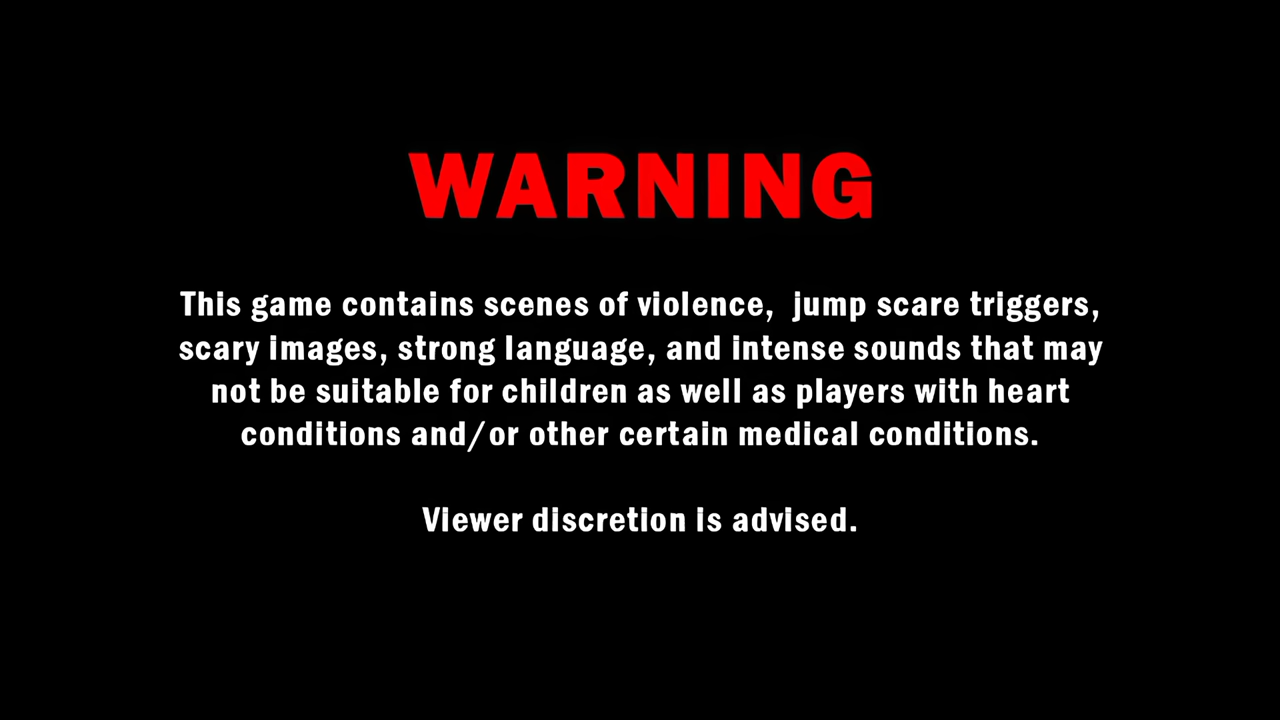 WARNING
This game contains scenes of violence,  jump scare triggers,
scary images, strong language, and intense sounds that may
not be suitable for children as well as players with heart
conditions and/or other certain medical conditions.
Viewer discretion is advised.